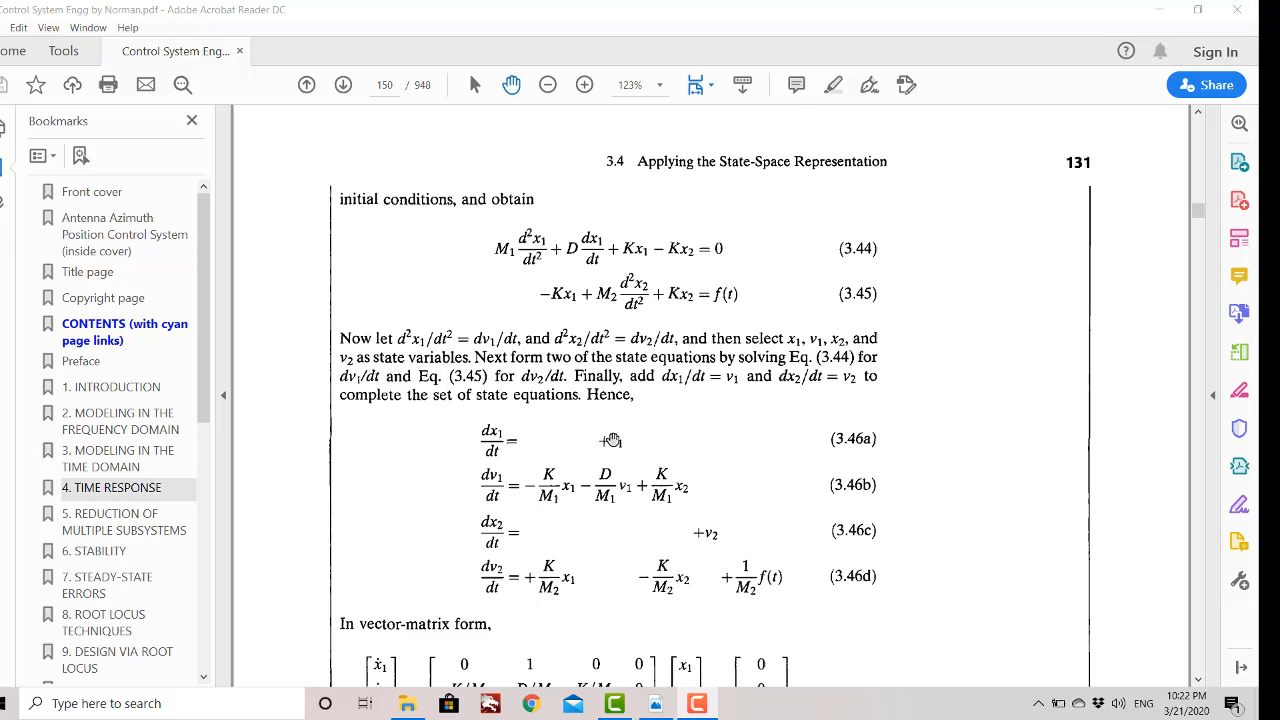 Control System Engg by Norman.pdf - Adobe Acrobat Reader DC
Edit View Window Help
ome Tools Control System Eng... × Sign In
150 / 948 123% Share
Bookmarks
Front cover
Antenna Azimuth
Position Control System
(inside cover)
Title page
Copyright page
CONTENTS (with cyan
page links)
Preface
1. INTRODUCTION
2. MODELING IN THE
FREQUENCY DOMAIN
3. MODELING IN THE
TIME DOMAIN
4. TIME RESPONSE
5. REDUCTION OF
MULTIPLE SUBSYSTEMS
6. STABILITY
7. STEADY-STATE
ERRORS
8. ROOT LOCUS
TECHNIQUES
9. DESIGN VIA ROOT
LOCUS
3.4 Applying the State-Space Representation 131
initial conditions, and obtain
M₁ d²x₁/dt² + D dx₁/dt + Kx₁ − Kx₂ = 0 (3.44)
−Kx₁ + M₂ d²x₂/dt² + Kx₂ = f(t) (3.45)
Now let d²x₁/dt² = dv₁/dt, and d²x₂/dt² = dv₂/dt, and then select x₁, v₁, x₂, and
v₂ as state variables. Next form two of the state equations by solving Eq. (3.44) for
dv₁/dt and Eq. (3.45) for dv₂/dt. Finally, add dx₁/dt = v₁ and dx₂/dt = v₂ to
complete the set of state equations. Hence,
dx₁/dt = + ₁ (3.46a)
dv₁/dt = − K/M₁ x₁ − D/M₁ v₁ + K/M₁ x₂ (3.46b)
dx₂/dt = +v₂ (3.46c)
dv₂/dt = + K/M₂ x₁ − K/M₂ x₂ + 1/M₂ f(t) (3.46d)
In vector-matrix form,
ẋ₁ 0 1 0 0 x₁ 0
Type here to search ENG 10:22 PM
3/21/2020 1